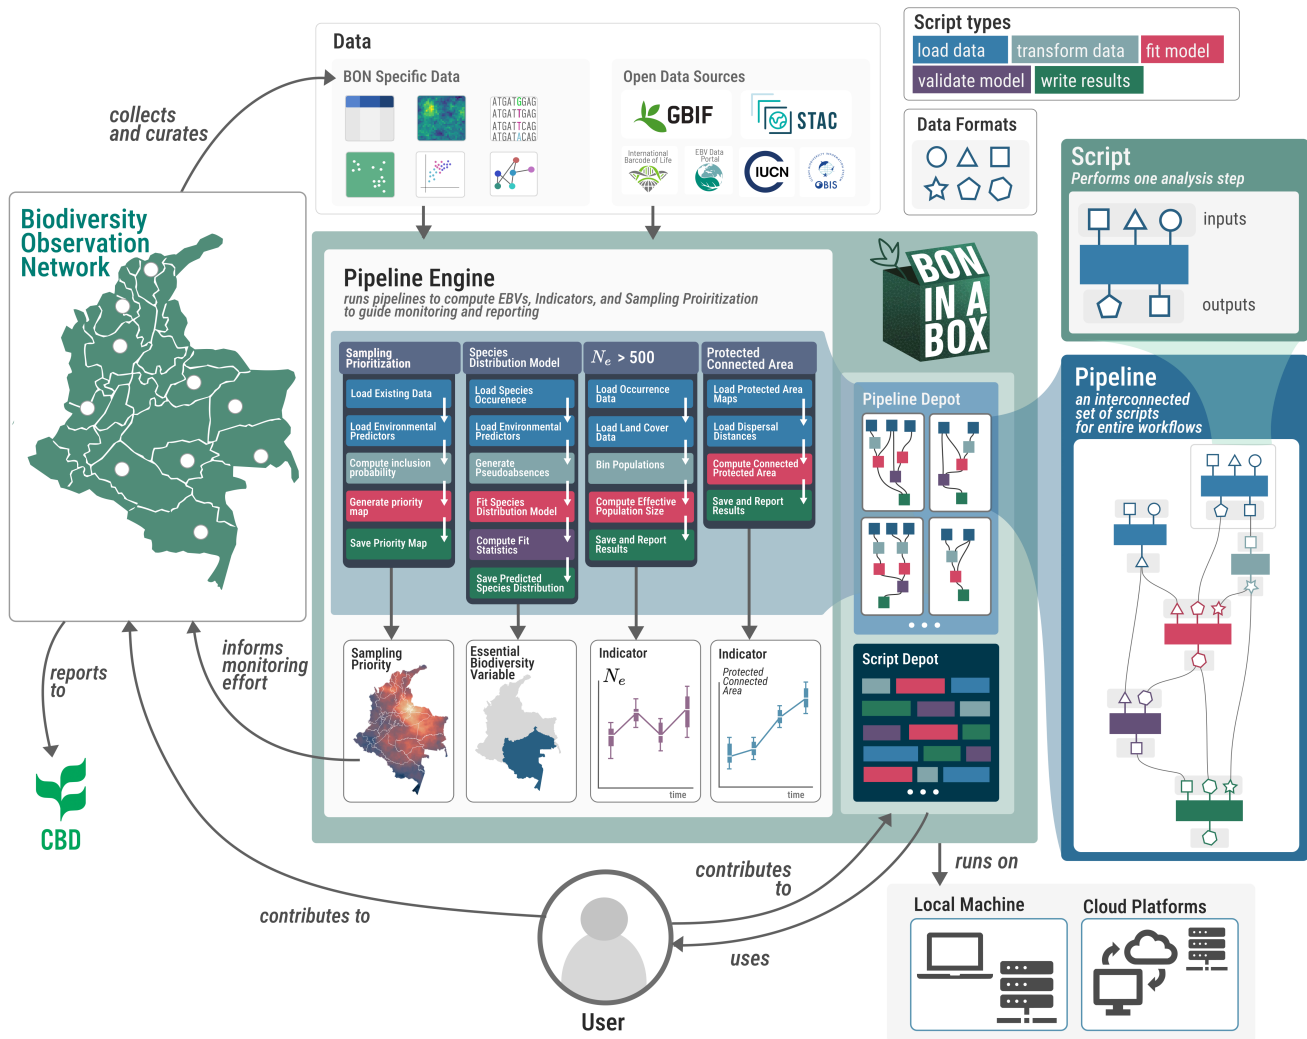 Data
BON Specific Data
ATGATGGAG
ATGATTGAG
ATGATTCAG
ATGATACAG
Open Data Sources
GBIF
STAC
International
Barcode of Life
EBV Data
Portal
IUCN
OBIS
Script types
load data
transform data
fit model
validate model
write results
Data Formats
collects
and curates
Biodiversity
Observation
Network
reports
to
CBD
informs
monitoring
effort
Pipeline Engine
runs pipelines to compute EBVs, Indicators, and Sampling Proiritization
to guide monitoring and reporting
BON
IN A
BOX
Sampling
Prioritization
Load Existing Data
Load Environmental
Predictors
Compute inclusion
probability
Generate priority
map
Save Priority Map
Species
Distribution Model
Load Species
Occurenece
Load Environmental
Predictors
Generate
Pseudoabsences
Fit Species
Distribution Model
Compute Fit
Statistics
Save Predicted
Species Distribution
Ne > 500
Load Occurrence
Data
Load Land Cover
Data
Bin Populations
Compute Effective
Population Size
Save and Report
Results
Protected
Connected Area
Load Protected Area
Maps
Load Dispersal
Distances
Compute Connected
Protected Area
Save and Report
Results
Sampling
Priority
Essential
Biodiversity
Variable
Indicator
Ne
time
Indicator
Protected
Connected
Area
time
Pipeline Depot
Script Depot
Script
Performs one analysis step
inputs
outputs
Pipeline
an interconnected
set of scripts
for entire workflows
contributes to
contributes
to
uses
User
runs on
Local Machine
Cloud Platforms